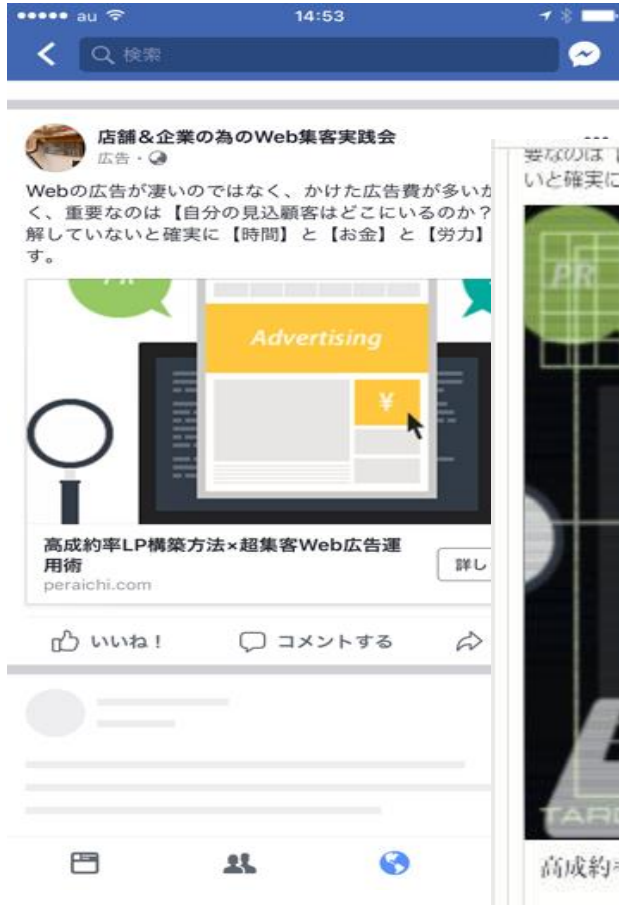 au
14:53
検索
店舗&企業の為のWeb集客実践会
広告・
Webの広告が凄いのではなく、かけた広告費が多いか
く、重要なのは【自分の見込顧客はどこにいるのか?
解していないと確実に【時間】と【お金】と【労力】
す。
PR
Advertising
¥
高成約率LP構築方法×超集客Web広告運
用術
peraichi.com
詳し
いいね!
コメントする
要なのは
いと確実に
PR
高成約率